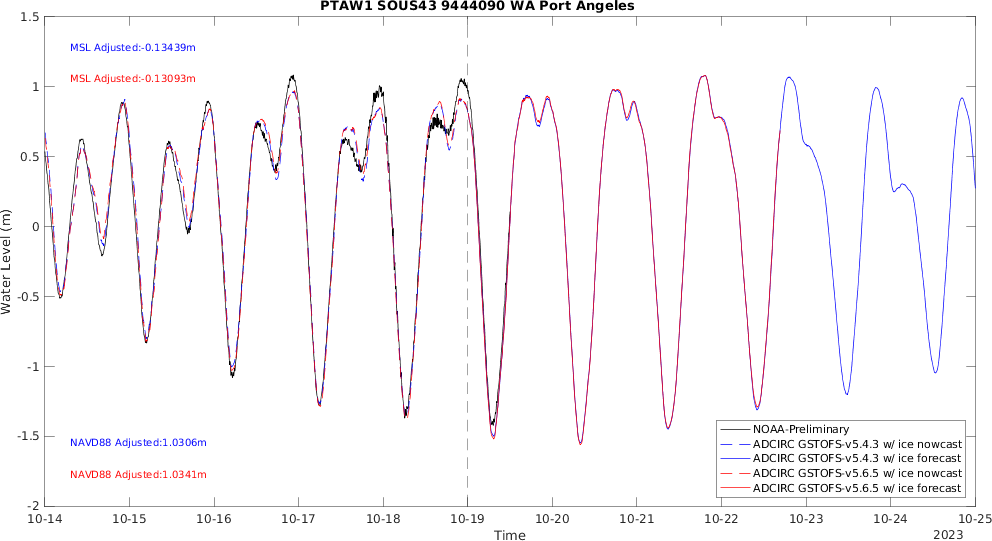 PTAW1 SOUS43 9444090 WA Port Angeles
MSL Adjusted:-0.13439m
MSL Adjusted:-0.13093m
NAVD88 Adjusted:1.0306m
NAVD88 Adjusted:1.0341m
Water Level (m)
1.5
1
0.5
0
-0.5
-1
-1.5
-2
NOAA-Preliminary
ADCIRC GSTOFS-v5.4.3 w/ ice nowcast
ADCIRC GSTOFS-v5.4.3 w/ ice forecast
ADCIRC GSTOFS-v5.6.5 w/ ice nowcast
ADCIRC GSTOFS-v5.6.5 w/ ice forecast
10-14 10-15 10-16 10-17 10-18 10-19 10-20 10-21 10-22 10-23 10-24 10-25
Time
2023